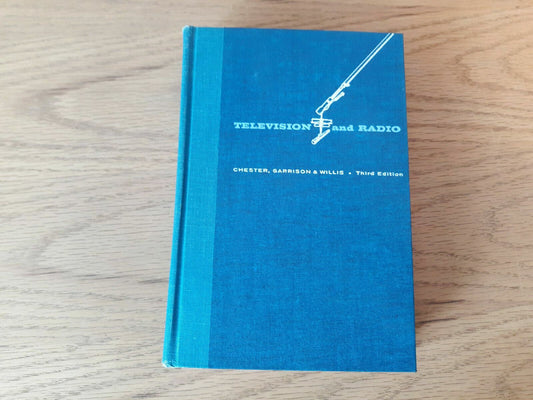 TELEVISION and RADIO
CHESTER, GARRISON & WILLIS • Third Edition